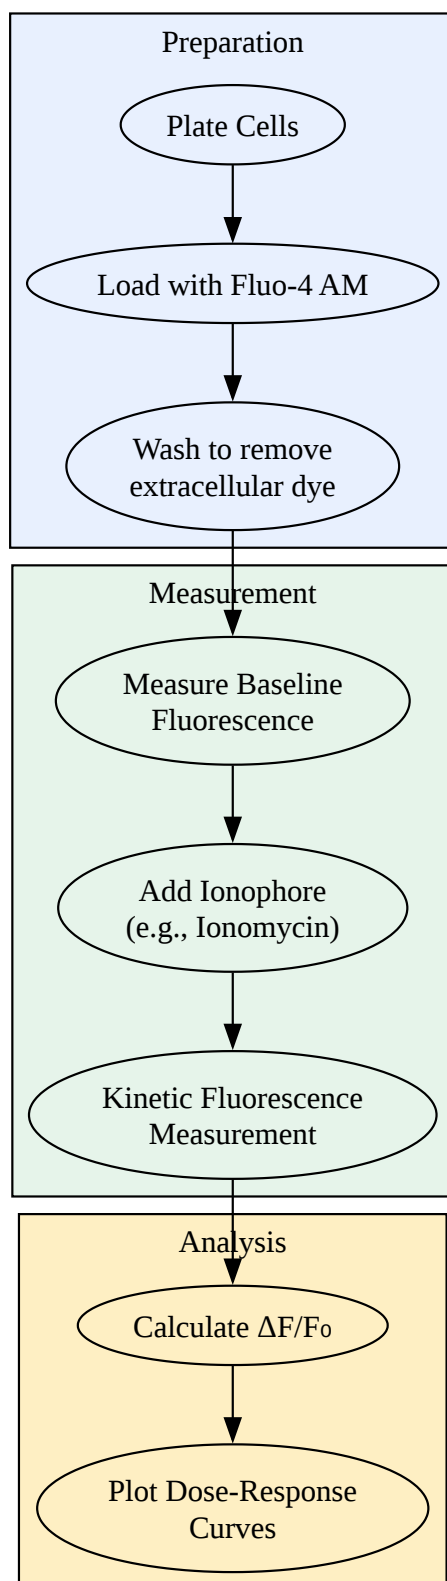 Preparation
Plate Cells
Load with Fluo-4 AM
Wash to remove
extracellular dye
Measurement
Measure Baseline
Fluorescence
Add Ionophore
(e.g., Ionomycin)
Kinetic Fluorescence
Measurement
Analysis
Calculate ΔF/F₀
Plot Dose-Response
Curves